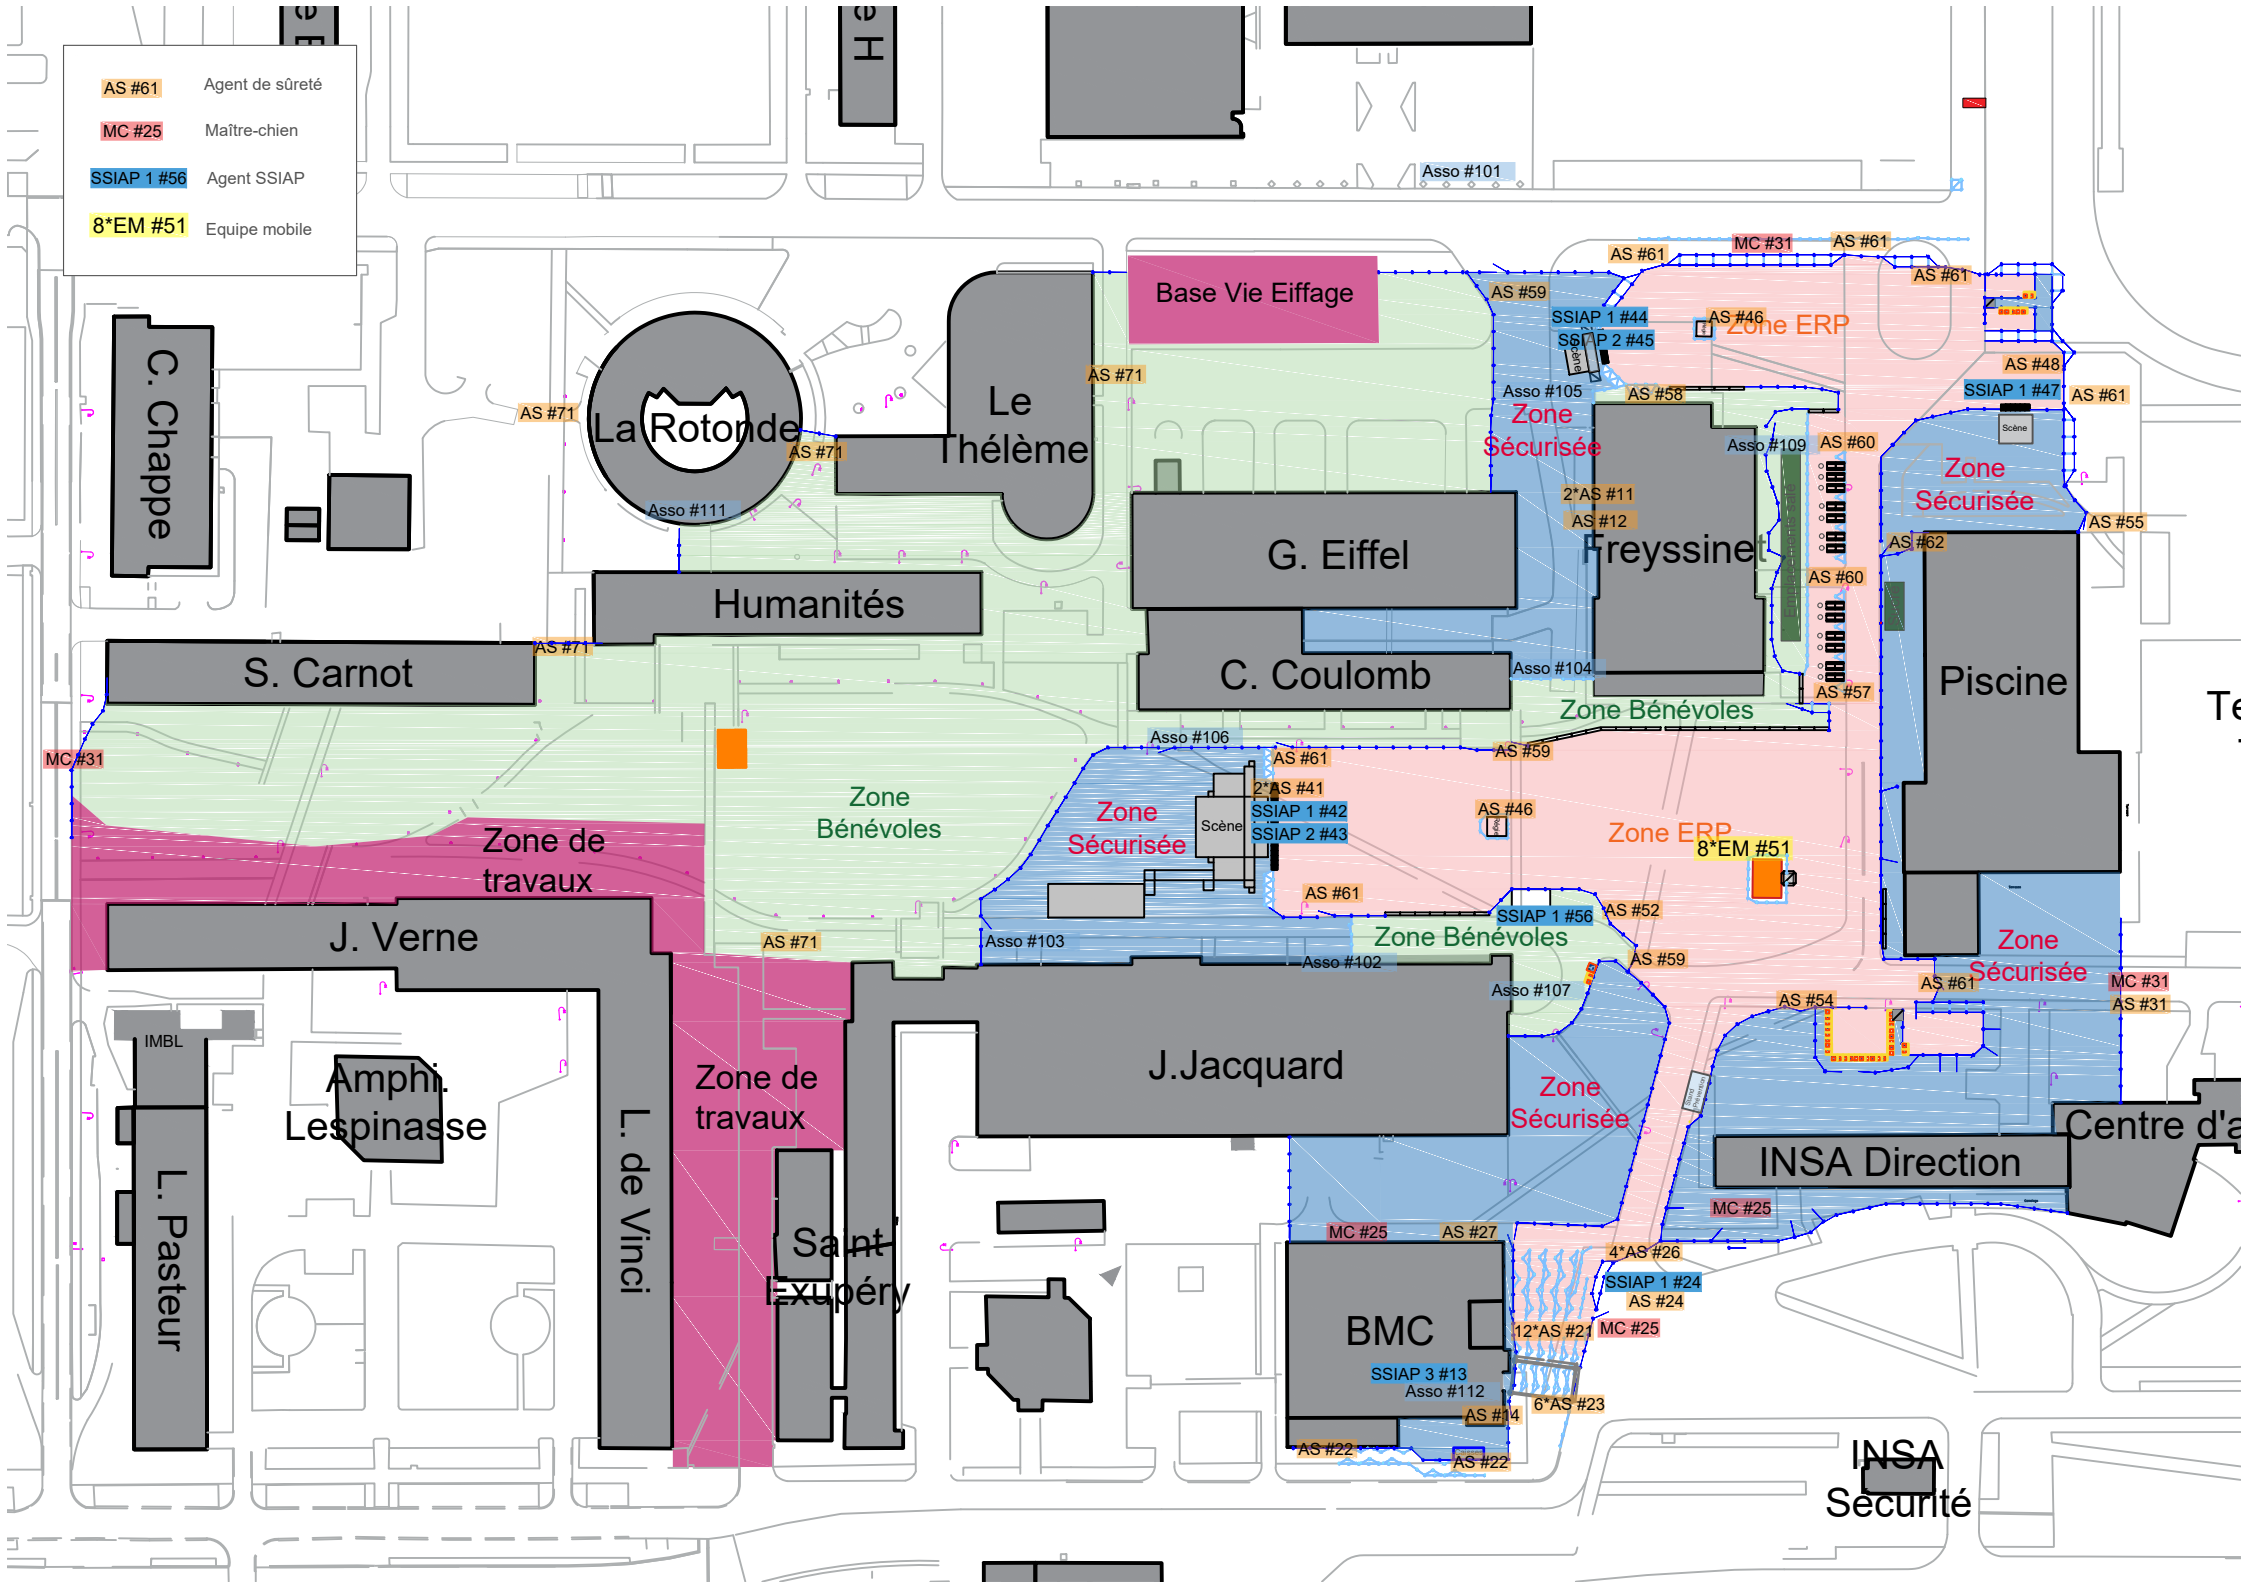 e E
e H
AS #61 Agent de sûreté
MC #25 Maître-chien
SSIAP 1 #56 Agent SSIAP
8*EM #51 Equipe mobile
Asso #101
AS #61
MC #31
AS #61
AS #61
Base Vie Eiffage
AS #59
SSIAP 1 #44
SSIAP 2 #45
Scène
AS #46
Zone ERP
AS #48
SSIAP 1 #47
AS #61
Scène
C. Chappe
AS #71
La Rotonde
AS #71
Asso #111
Le
Thélème
AS #71
Asso #105
Zone
Sécurisée
AS #58
Asso #109
AS #60
Zone
Sécurisée
2*AS #11
AS #12
Freyssinet
AS #55
AS #62
AS #60
G. Eiffel
Humanités
S. Carnot
AS #71
C. Coulomb
Asso #104
AS #57
Piscine
Te
Zone Bénévoles
MC #31
Asso #106
AS #61
AS #59
2*AS #41
SSIAP 1 #42
SSIAP 2 #43
Scène
Zone
Sécurisée
Zone
Bénévoles
AS #46
Régie
Zone ERP
8*EM #51
Zone de
travaux
AS #61
SSIAP 1 #56
AS #52
Zone Bénévoles
J. Verne
AS #71
Asso #103
Asso #102
AS #59
Asso #107
Zone
Sécurisée
AS #61
MC #31
AS #31
AS #54
IMBL
Amphi.
Lespinasse
Zone de
travaux
J.Jacquard
Zone
Sécurisée
Stand
Prévention
Centre d'a
INSA Direction
L. Pasteur
L. de Vinci
Saint
Exupéry
MC #25
MC #25
AS #27
4*AS #26
SSIAP 1 #24
AS #24
12*AS #21
MC #25
BMC
SSIAP 3 #13
Asso #112
6*AS #23
AS #14
AS #22
AS #22
INSA
Sécurité